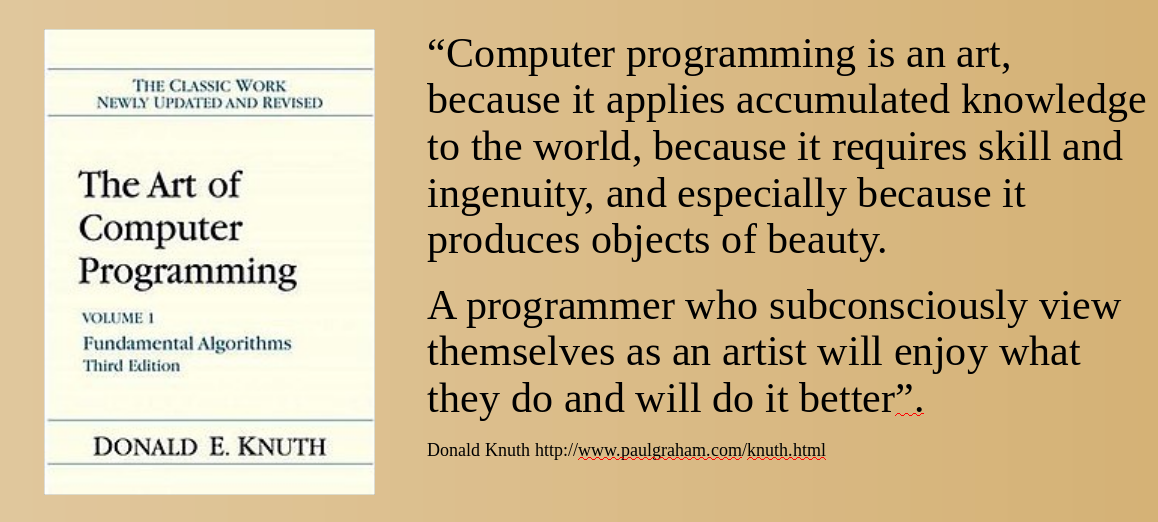 THE CLASSIC WORK
NEWLY UPDATED AND REVISED
The Art of
Computer
Programming
VOLUME 1
Fundamental Algorithms
Third Edition
DONALD E. KNUTH
“Computer programming is an art,
because it applies accumulated knowledge
to the world, because it requires skill and
ingenuity, and especially because it
produces objects of beauty.
A programmer who subconsciously view
themselves as an artist will enjoy what
they do and will do it better”.
Donald Knuth http://www.paulgraham.com/knuth.html